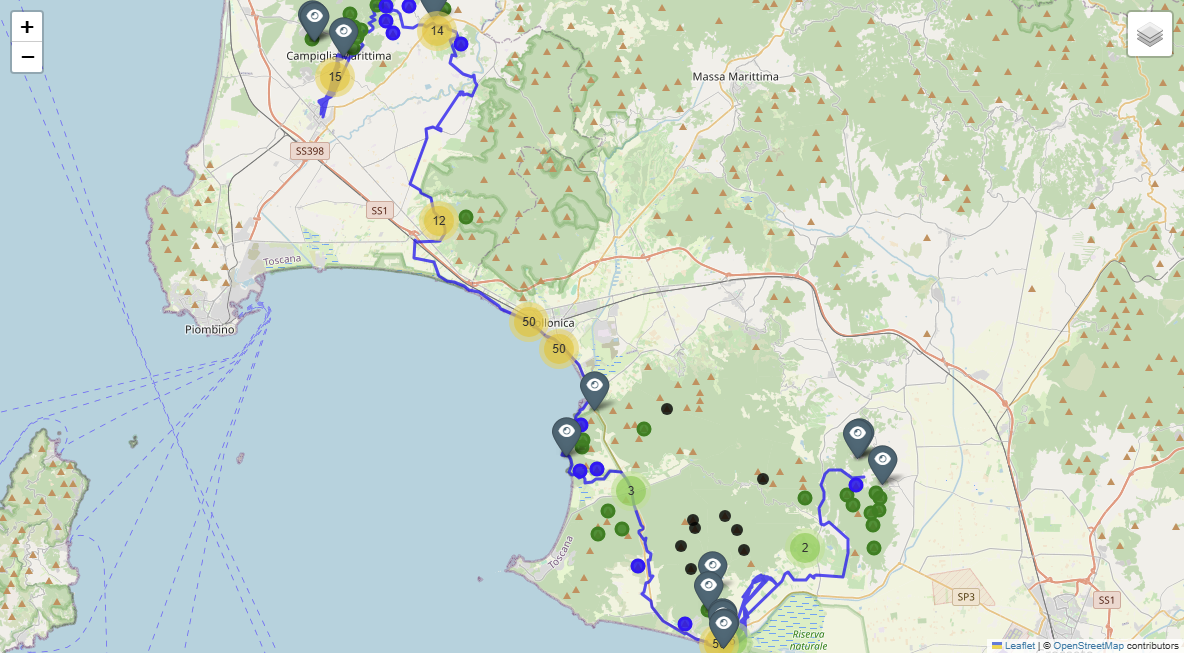 +
−
14
Campiglia Marittima
15
Massa Marittima
SS398
SS1
12
Toscana
Piombino
50
llonica
50
3
Toscana
2
SP3
SS1
5
Riserva
naturale
Leaflet | © OpenStreetMap contributors